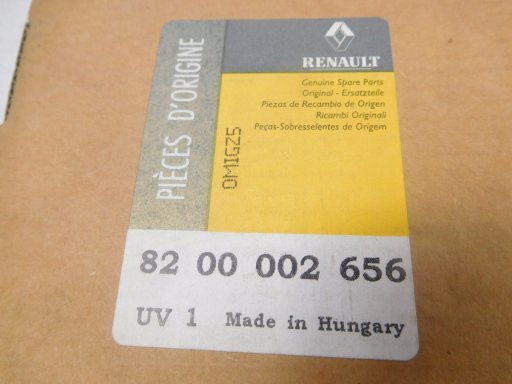 RENAULT
PIÈCES D'ORIGINE
Genuine Spare Parts
Original - Ersatzteile
Piezas de Recambio de Origen
Ricambi Originali
Peças-Sobresselentes de Origem
OMIGZ5
82 00 002 656
UV 1 Made in Hungary